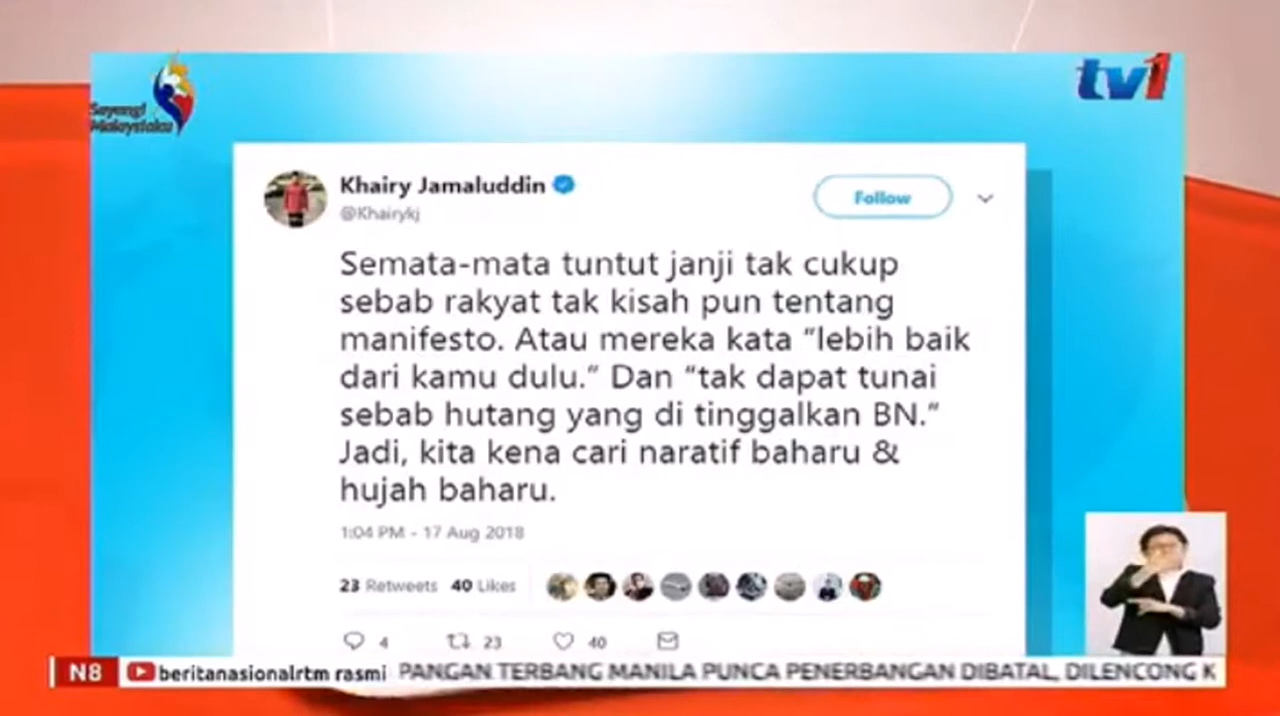 Sayangi
Malaysiaku
tv1
Khairy Jamaluddin
@Khairykj
Follow
Semata-mata tuntut janji tak cukup
sebab rakyat tak kisah pun tentang
manifesto. Atau mereka kata “lebih baik
dari kamu dulu.” Dan “tak dapat tunai
sebab hutang yang di tinggalkan BN.”
Jadi, kita kena cari naratif baharu &
hujah baharu.
1:04 PM - 17 Aug 2018
23 Retweets 40 Likes
4 23 40
N8 beritanasionalrtm rasmi PANGAN TERBANG MANILA PUNCA PENERBANGAN DIBATAL, DILENCONG K